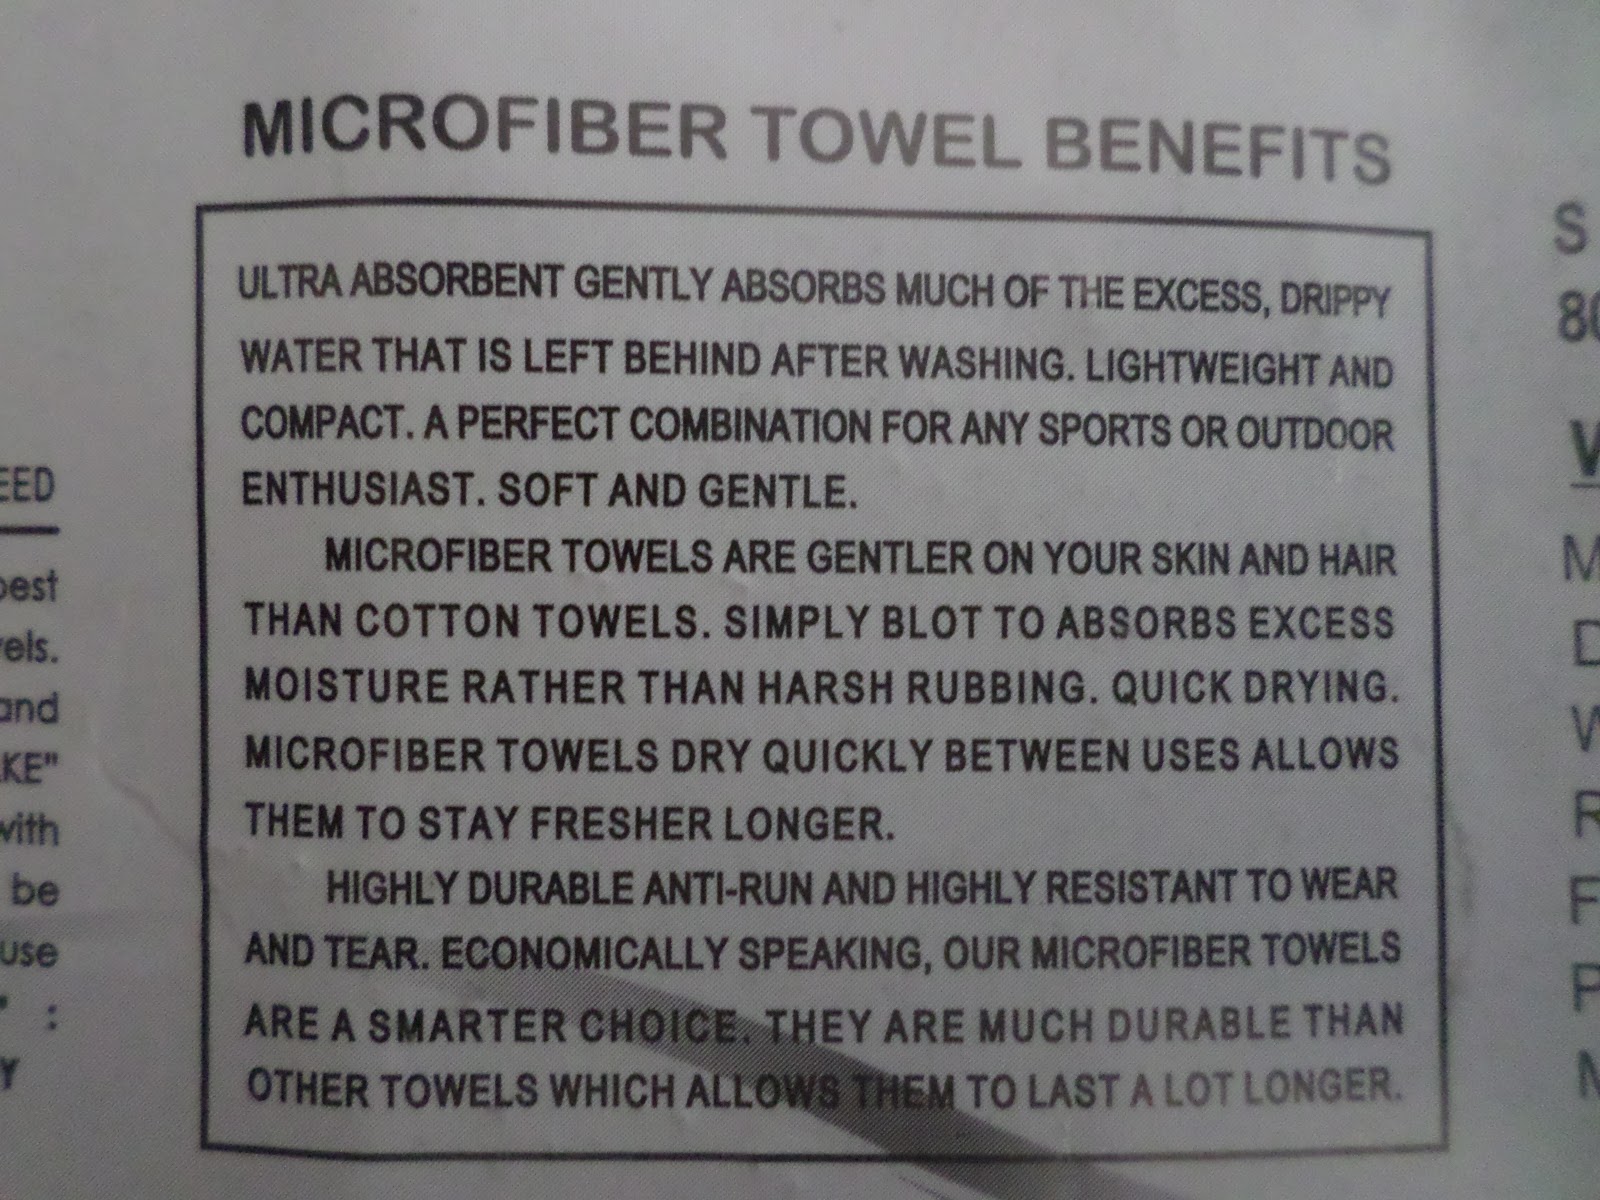 MICROFIBER TOWEL BENEFITS
ULTRA ABSORBENT GENTLY ABSORBS MUCH OF THE EXCESS, DRIPPY
WATER THAT IS LEFT BEHIND AFTER WASHING. LIGHTWEIGHT AND
COMPACT. A PERFECT COMBINATION FOR ANY SPORTS OR OUTDOOR
ENTHUSIAST. SOFT AND GENTLE.
MICROFIBER TOWELS ARE GENTLER ON YOUR SKIN AND HAIR
THAN COTTON TOWELS. SIMPLY BLOT TO ABSORBS EXCESS
MOISTURE RATHER THAN HARSH RUBBING. QUICK DRYING.
MICROFIBER TOWELS DRY QUICKLY BETWEEN USES ALLOWS
THEM TO STAY FRESHER LONGER.
HIGHLY DURABLE ANTI-RUN AND HIGHLY RESISTANT TO WEAR
AND TEAR. ECONOMICALLY SPEAKING, OUR MICROFIBER TOWELS
ARE A SMARTER CHOICE. THEY ARE MUCH DURABLE THAN
OTHER TOWELS WHICH ALLOWS THEM TO LAST A LOT LONGER.
and
with
be
use